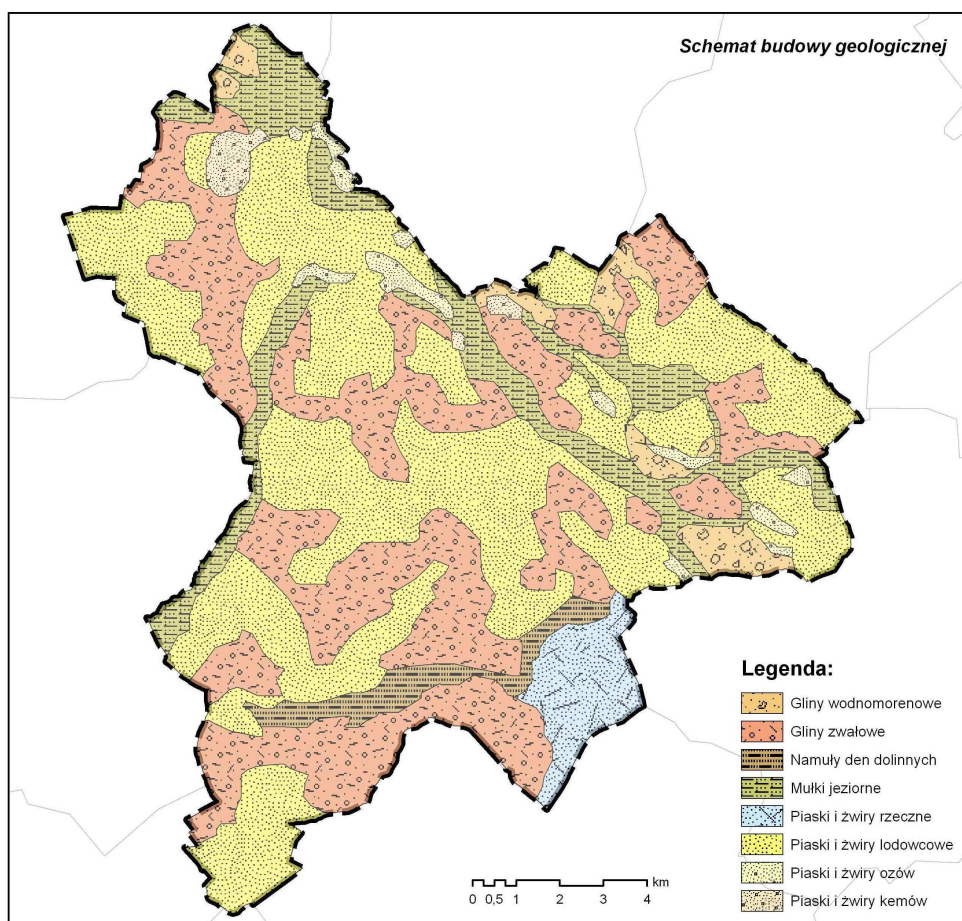 Schemat budowy geologicznej
Legenda:
Gliny wodnomorenowe
Gliny zwałowe
Namuły den dolinnych
Mułki jeziorne
Piaski i żwiry rzeczne
Piaski i żwiry lodowcowe
Piaski i żwiry ozów
Piaski i żwiry kemów
km
0 0,5 1 2 3 4